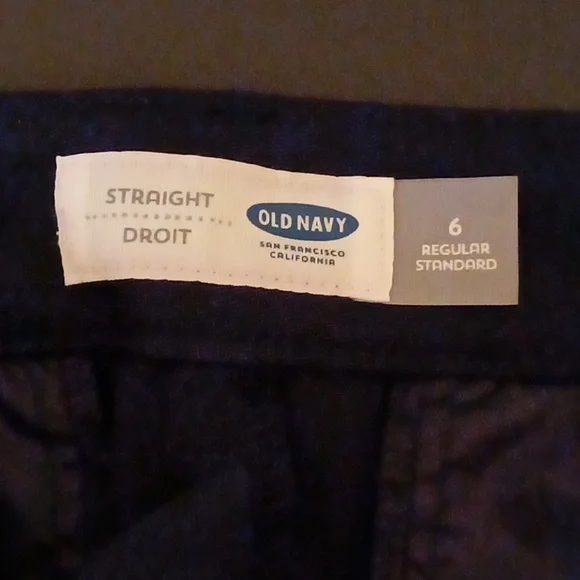 STRAIGHT
DROIT
OLD NAVY
SAN FRANCISCO
CALIFORNIA
6
REGULAR
STANDARD